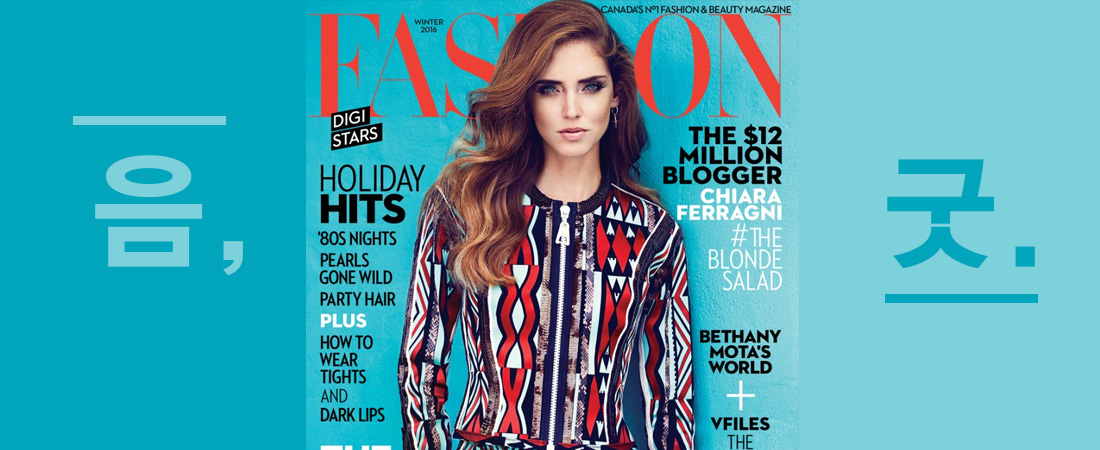 음,
CANADA'S Nº1 FASHION & BEAUTY MAGAZINE
WINTER
2016
FASHION
DIGI
STARS
HOLIDAY
HITS
'80S NIGHTS
PEARLS
GONE WILD
PARTY HAIR
PLUS
HOW TO
WEAR
TIGHTS
AND
DARK LIPS
THE $12
MILLION
BLOGGER
CHIARA
FERRAGNI
#THE
BLONDE
SALAD
BETHANY
MOTA'S
WORLD
+
VFILES
THE
굿.